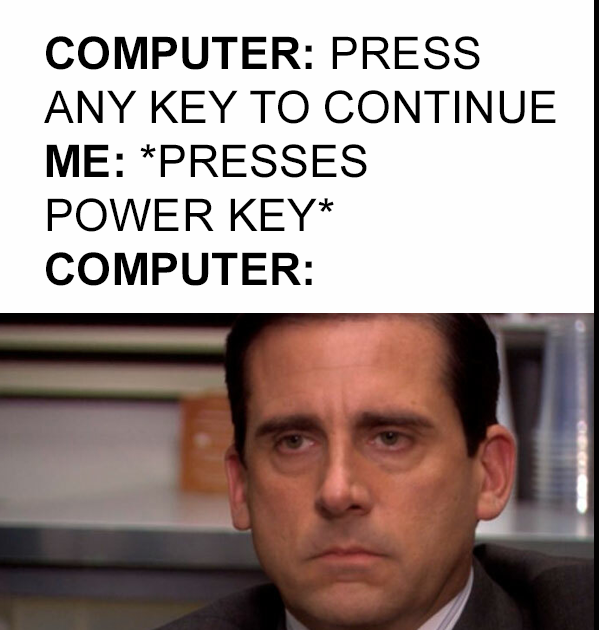 COMPUTER: PRESS
ANY KEY TO CONTINUE
ME: *PRESSES
POWER KEY*
COMPUTER: